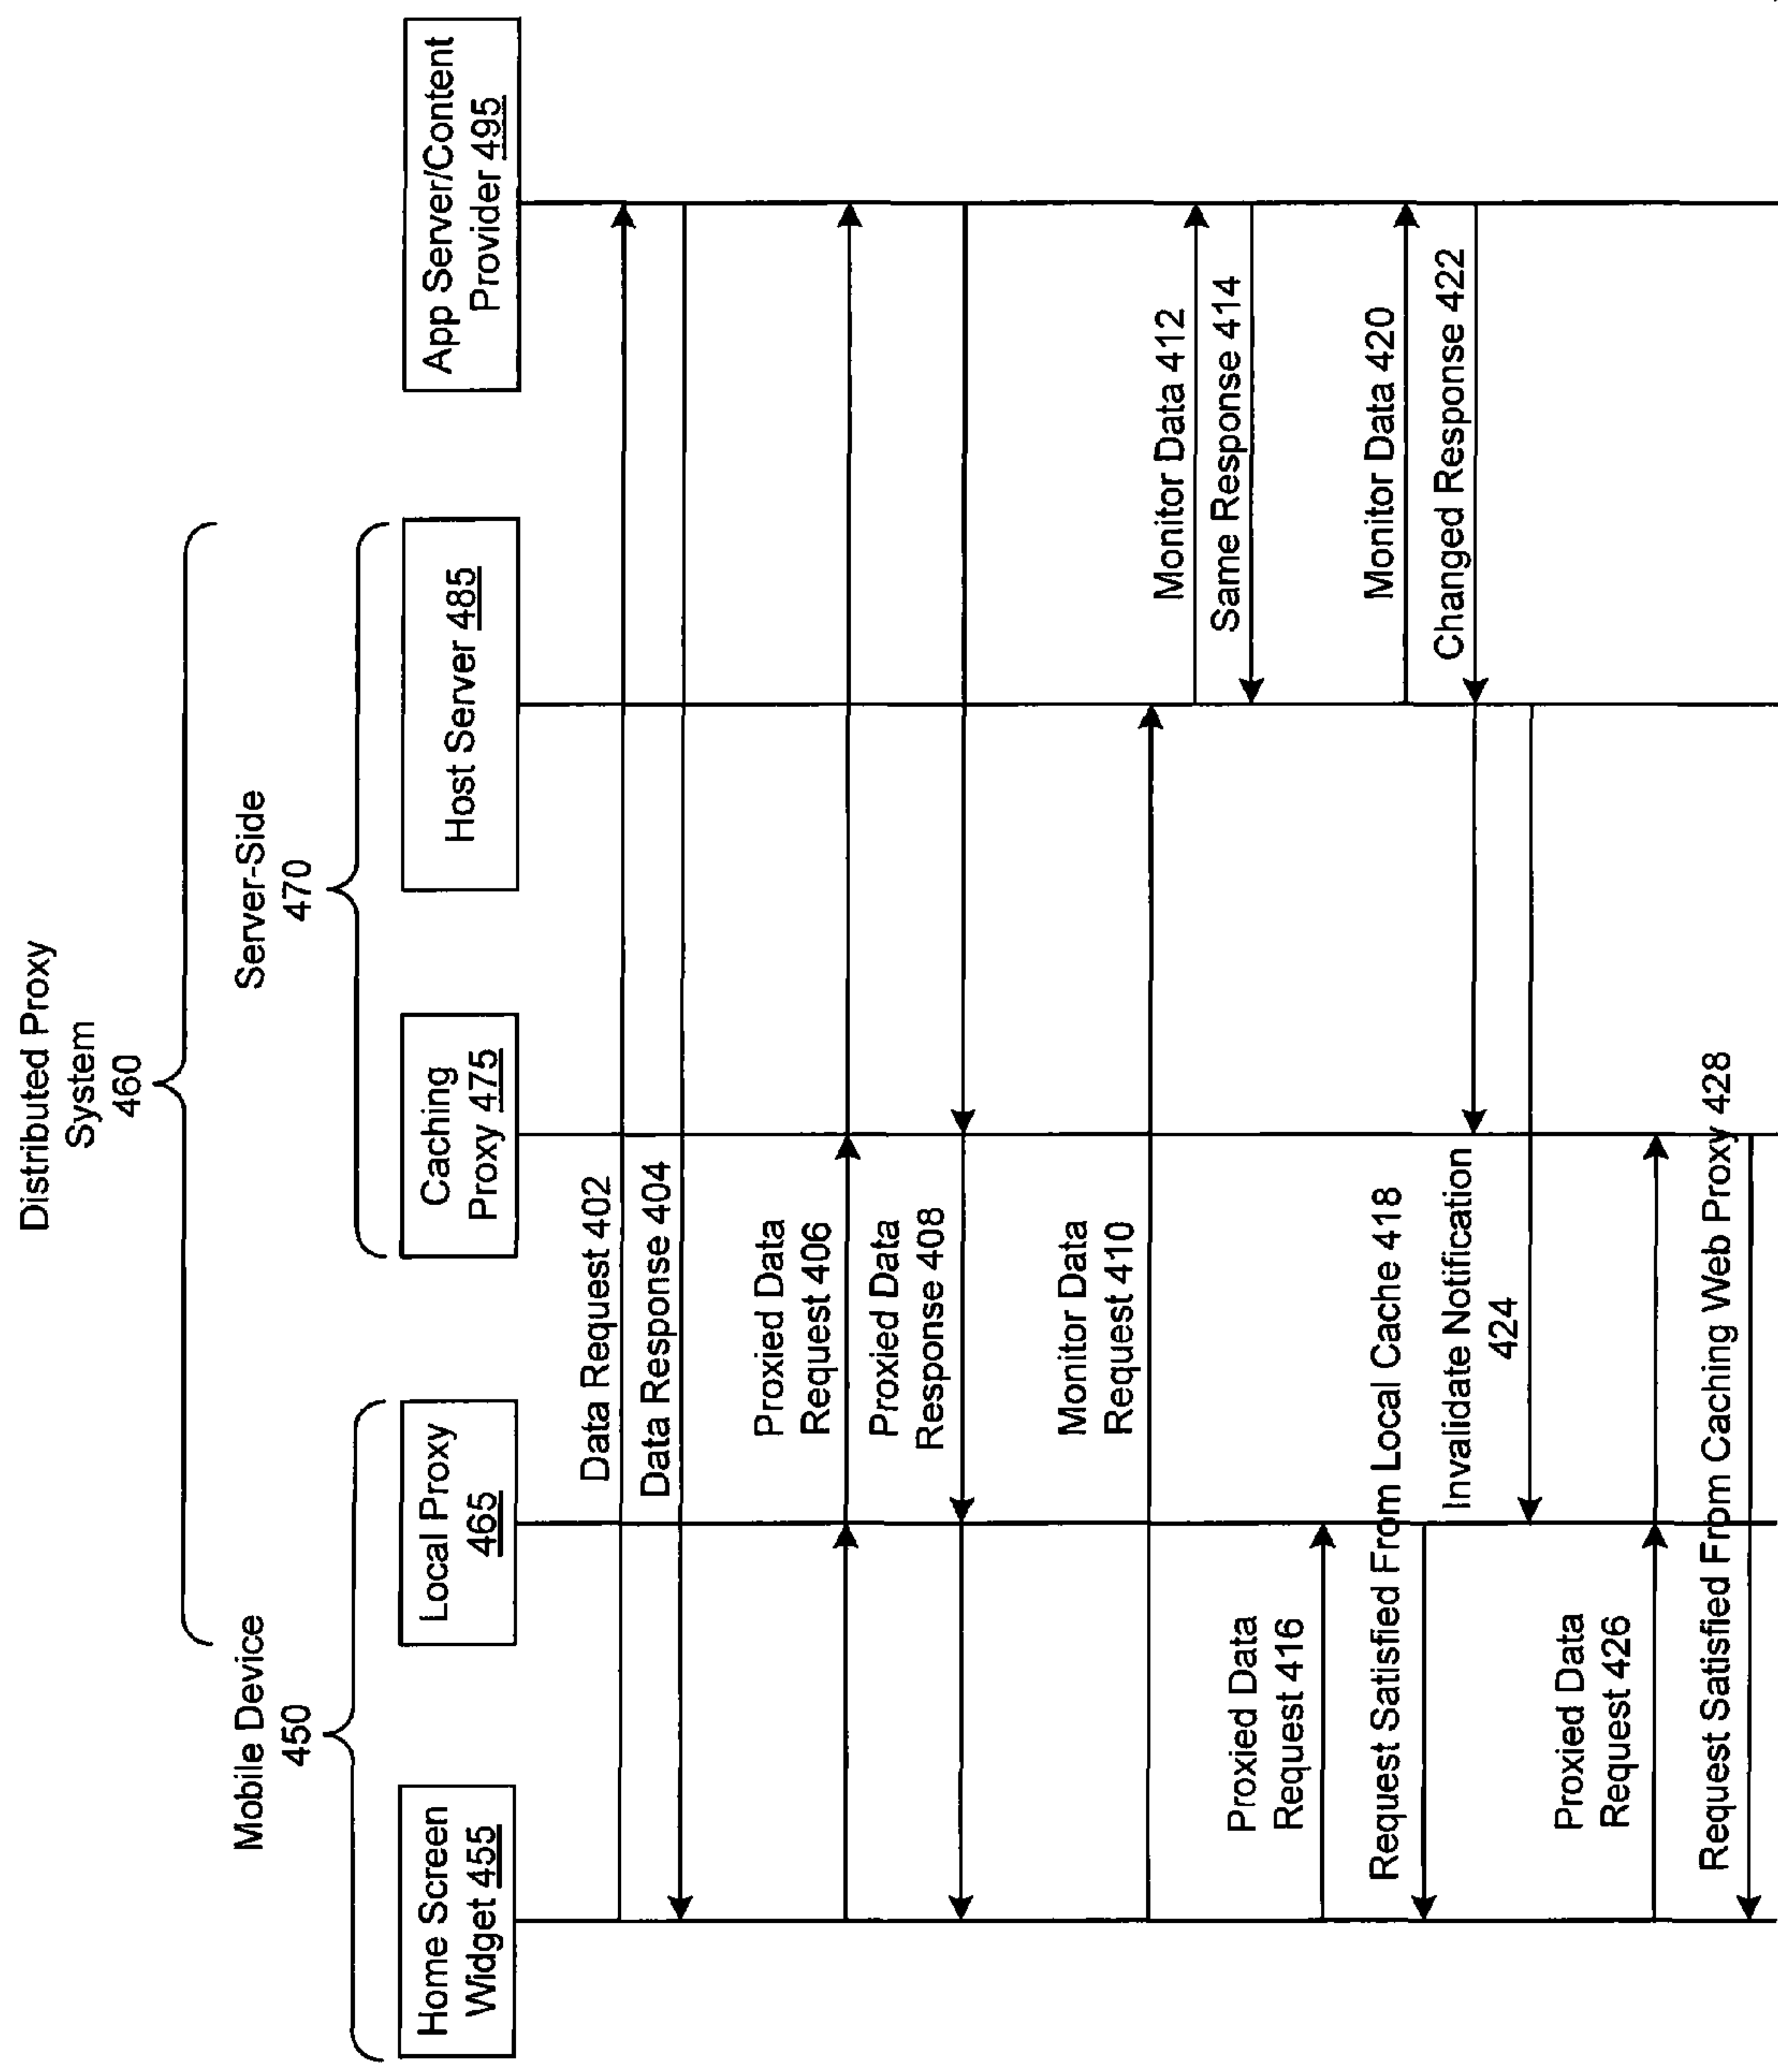 Distributed Proxy
System
460
Mobile Device
450
Server-Side
470
Home Screen
Widget 455
Local Proxy
465
Caching
Proxy 475
Host Server 485
App Server/Content
Provider 495
Data Request 402
Data Response 404
Proxied Data
Request 406
Proxied Data
Response 408
Monitor Data
Request 410
Monitor Data 412
Same Response 414
Proxied Data
Request 416
Request Satisfied From Local Cache 418
Monitor Data 420
Changed Response 422
Invalidate Notification
424
Proxied Data
Request 426
Request Satisfied From Caching Web Proxy 428